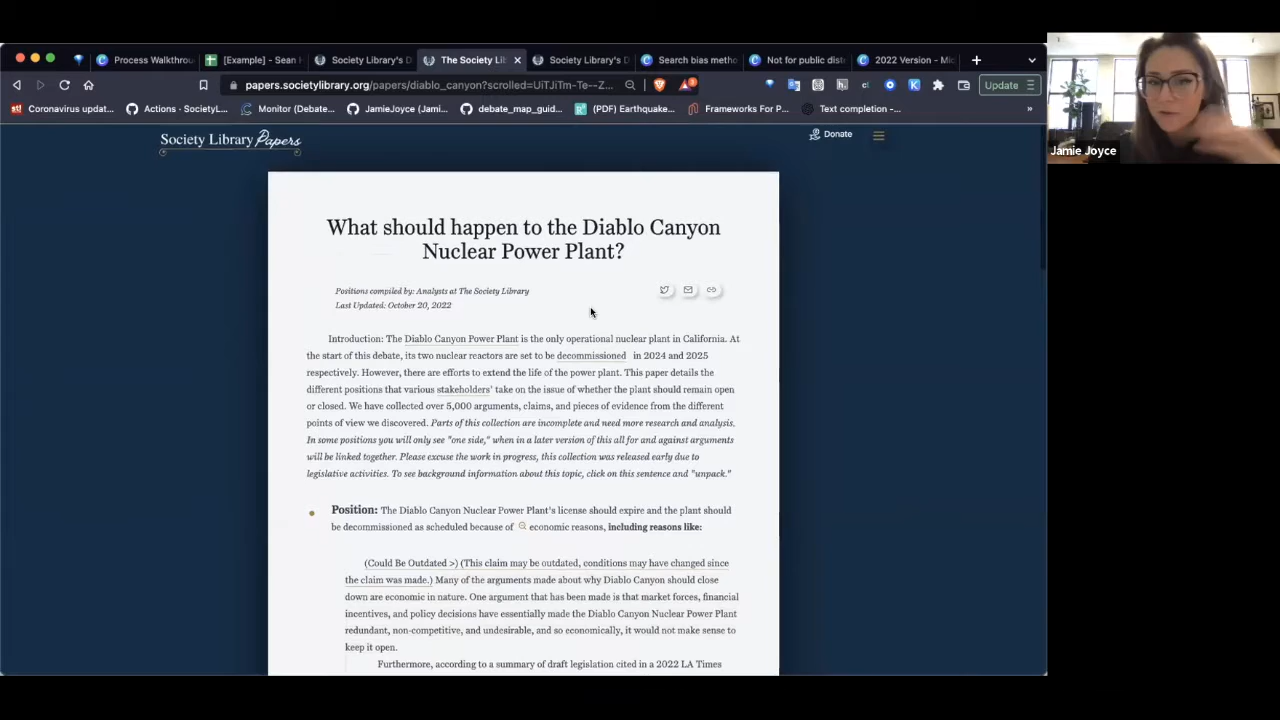 Process Walkthrou
[Example] - Sean
Society Library's D
The Society Lib
Society Library's D
Search bias metho
Not for public dist
2022 Version - Mi
papers.societylibrary.org/papers/diablo_canyon?scrolled=UiTJiTm-Te--Z...
Update
Coronavirus updat...
Actions · SocietyL...
Monitor (Debate...
JamieJoyce (Jami...
debate_map_guid...
(PDF) Earthquake...
Frameworks For P...
Text completion -...
Jamie Joyce
Society Library Papers
Donate
What should happen to the Diablo Canyon
Nuclear Power Plant?
Positions compiled by: Analysts at The Society Library
Last Updated: October 20, 2022
Introduction: The Diablo Canyon Power Plant is the only operational nuclear plant in California. At
the start of this debate, its two nuclear reactors are set to be decommissioned in 2024 and 2025
respectively. However, there are efforts to extend the life of the power plant. This paper details the
different positions that various stakeholders' take on the issue of whether the plant should remain open
or closed. We have collected over 5,000 arguments, claims, and pieces of evidence from the different
points of view we discovered. Parts of this collection are incomplete and need more research and analysis.
In some positions you will only see "one side," when in a later version of this all for and against arguments
will be linked together. Please excuse the work in progress, this collection was released early due to
legislative activities. To see background information about this topic, click on this sentence and "unpack."
Position: The Diablo Canyon Nuclear Power Plant's license should expire and the plant should
be decommissioned as scheduled because of economic reasons, including reasons like:
(Could Be Outdated >) (This claim may be outdated, conditions may have changed since
the claim was made.) Many of the arguments made about why Diablo Canyon should close
down are economic in nature. One argument that has been made is that market forces, financial
incentives, and policy decisions have essentially made the Diablo Canyon Nuclear Power Plant
redundant, non-competitive, and undesirable, and so economically, it would not make sense to
keep it open.
Furthermore, according to a summary of draft legislation cited in a 2022 LA Times